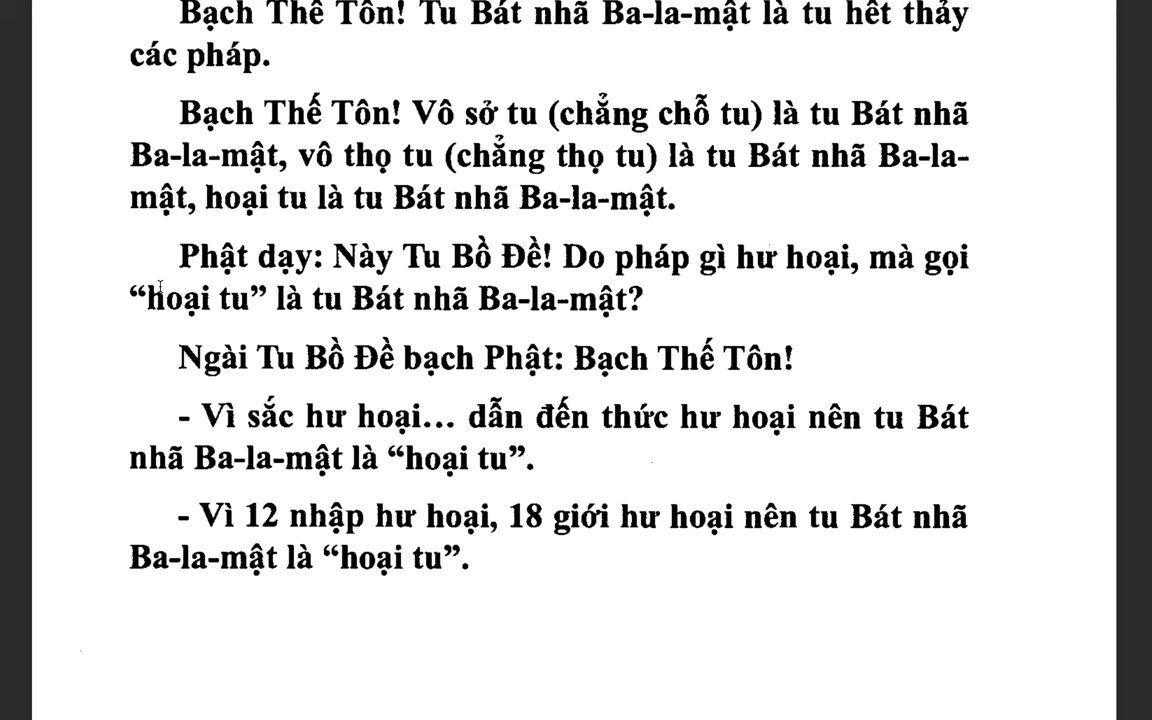 Bạch Thế Tôn! Tu Bát nhã Ba-la-mật là tu hết thảy
các pháp.
Bạch Thế Tôn! Vô sở tu (chẳng chỗ tu) là tu Bát nhã
Ba-la-mật, vô thọ tu (chẳng thọ tu) là tu Bát nhã Ba-la-
mật, hoại tu là tu Bát nhã Ba-la-mật.
Phật dạy: Này Tu Bồ Đề! Do pháp gì hư hoại, mà gọi
“hoại tu” là tu Bát nhã Ba-la-mật?
Ngài Tu Bồ Đề bạch Phật: Bạch Thế Tôn!
- Vì sắc hư hoại... dẫn đến thức hư hoại nên tu Bát
nhã Ba-la-mật là “hoại tu”.
- Vì 12 nhập hư hoại, 18 giới hư hoại nên tu Bát nhã
Ba-la-mật là “hoại tu”.